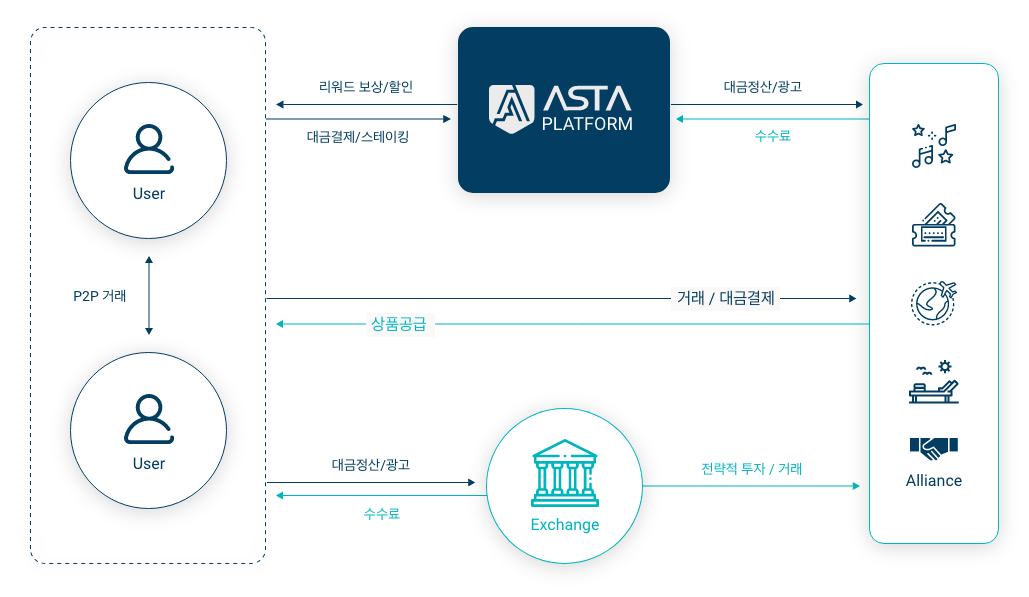 리워드 보상/할인
대금결제/스테이킹
ASTA
PLATFORM
대금정산/광고
수수료
User
P2P 거래
거래 / 대금결제
상품공급
User
대금정산/광고
수수료
Exchange
전략적 투자 / 거래
Alliance